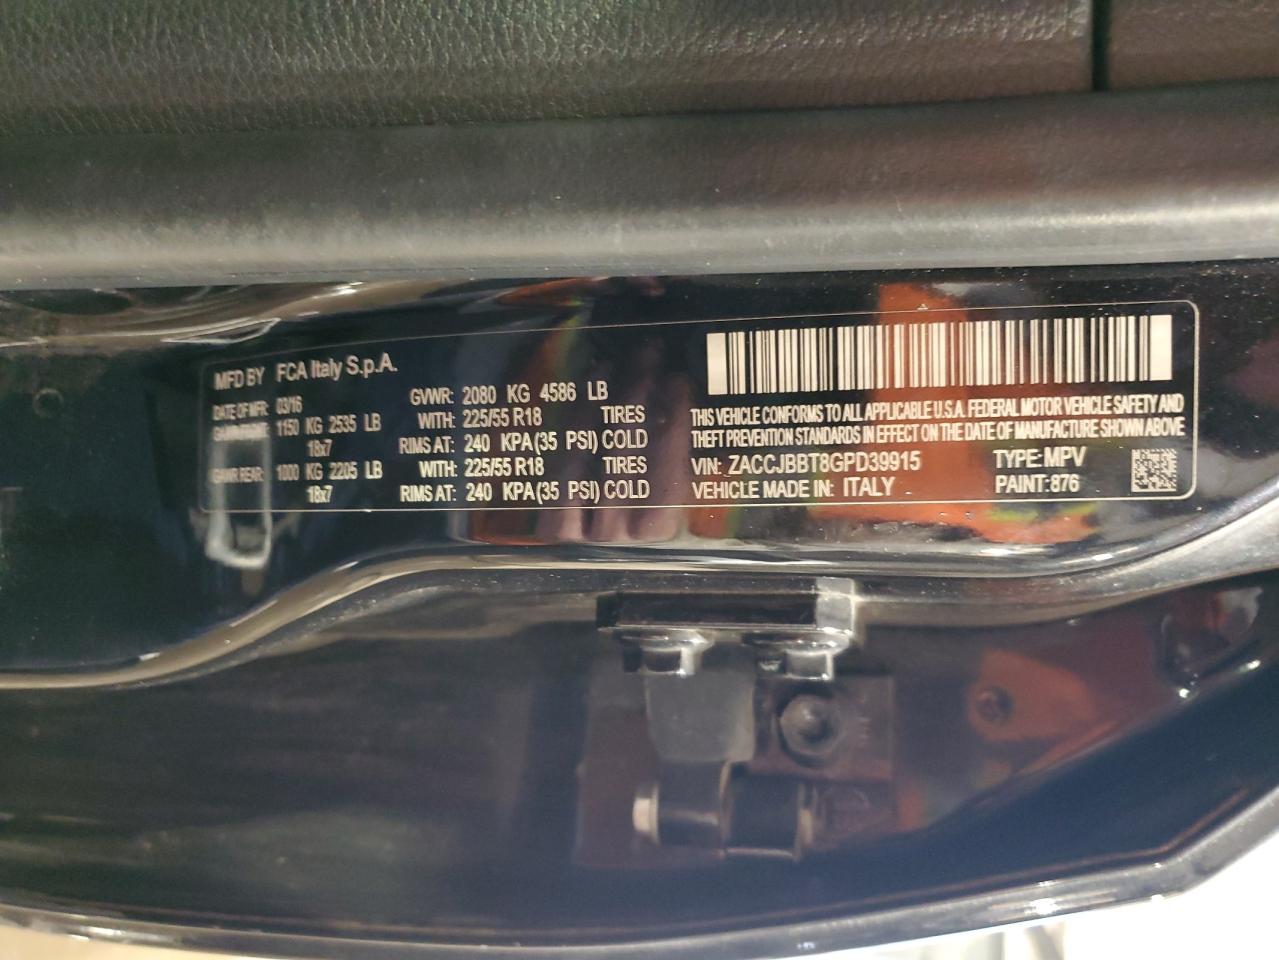 MFD BY FCA Italy S.p.A.
DATE OF MFR 03/16 GVWR: 2080 KG 4586 LB
1150 KG 2535 LB WITH: 225/55 R18 TIRES
18x7 RIMS AT: 240 KPA(35 PSI) COLD
GAWR REAR: 1000 KG 2205 LB WITH: 225/55 R18 TIRES
18x7 RIMS AT: 240 KPA(35 PSI) COLD
THIS VEHICLE CONFORMS TO ALL APPLICABLE U.S.A. FEDERAL MOTOR VEHICLE SAFETY AND
THEFT PREVENTION STANDARDS IN EFFECT ON THE DATE OF MANUFACTURE SHOWN ABOVE
VIN: ZACCJBBT8GPD39915 TYPE: MPV
VEHICLE MADE IN: ITALY PAINT: 876